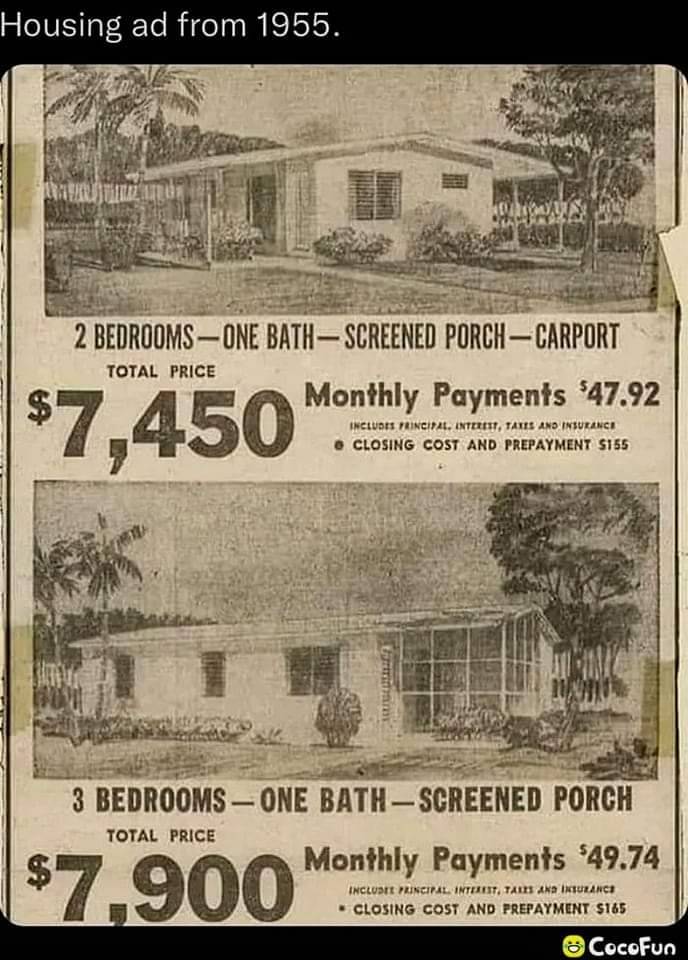 Housing ad from 1955.
2 BEDROOMS—ONE BATH—SCREENED PORCH—CARPORT
TOTAL PRICE
$7,450
Monthly Payments $47.92
INCLUDES PRINCIPAL, INTEREST, TAXES AND INSURANCE
• CLOSING COST AND PREPAYMENT $155
3 BEDROOMS—ONE BATH—SCREENED PORCH
TOTAL PRICE
$7,900
Monthly Payments $49.74
INCLUDES PRINCIPAL, INTEREST, TAXES AND INSURANCE
• CLOSING COST AND PREPAYMENT $165
CocoFun